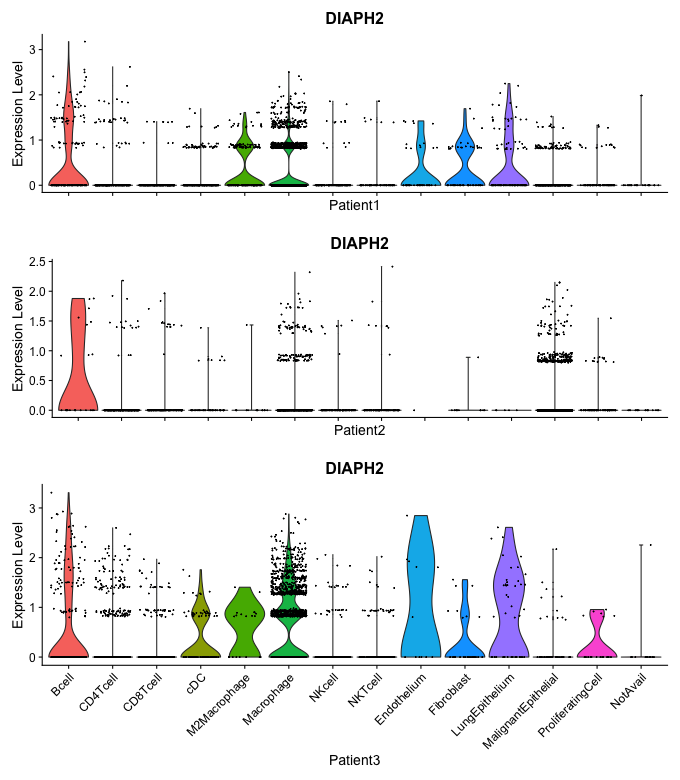 DIAPH2
Expression Level
3
2
1
0
Patient1
DIAPH2
Expression Level
2.5
2.0
1.5
1.0
0.5
0.0
Patient2
DIAPH2
Expression Level
3
2
1
0
Bcell
CD4Tcell
CD8Tcell
cDC
M2Macrophage
Macrophage
NKcell
NKTcell
Endothelium
Fibroblast
LungEpithelium
MalignantEpithelial
ProliferatingCell
NotAvail
Patient3